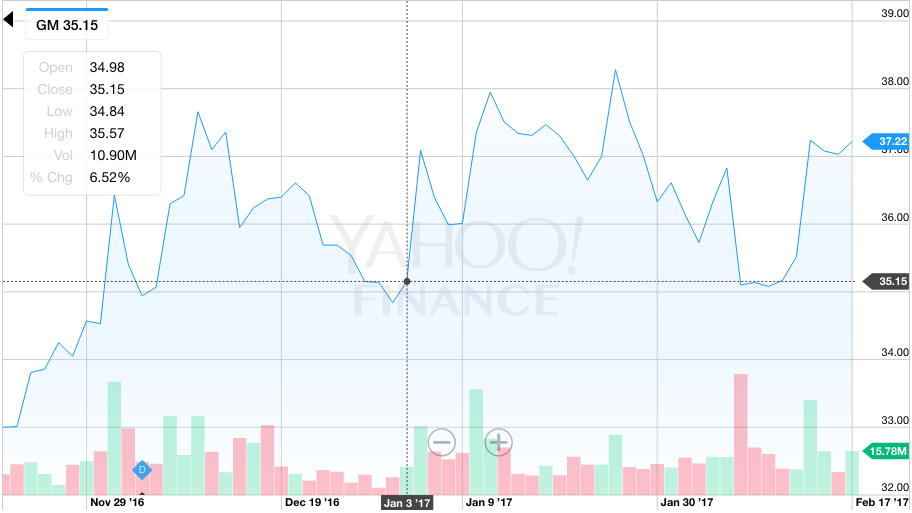 GM 35.15
Open 34.98
Close 35.15
Low 34.84
High 35.57
Vol 10.90M
% Chg 6.52%
39.00
38.00
37.22
37.00
36.00
YAHOO!
FINANCE
35.15
34.00
33.00
D
15.78M
32.00
Nov 29 '16
Dec 19 '16
Jan 3 '17
Jan 9 '17
Jan 30 '17
Feb 17 '17